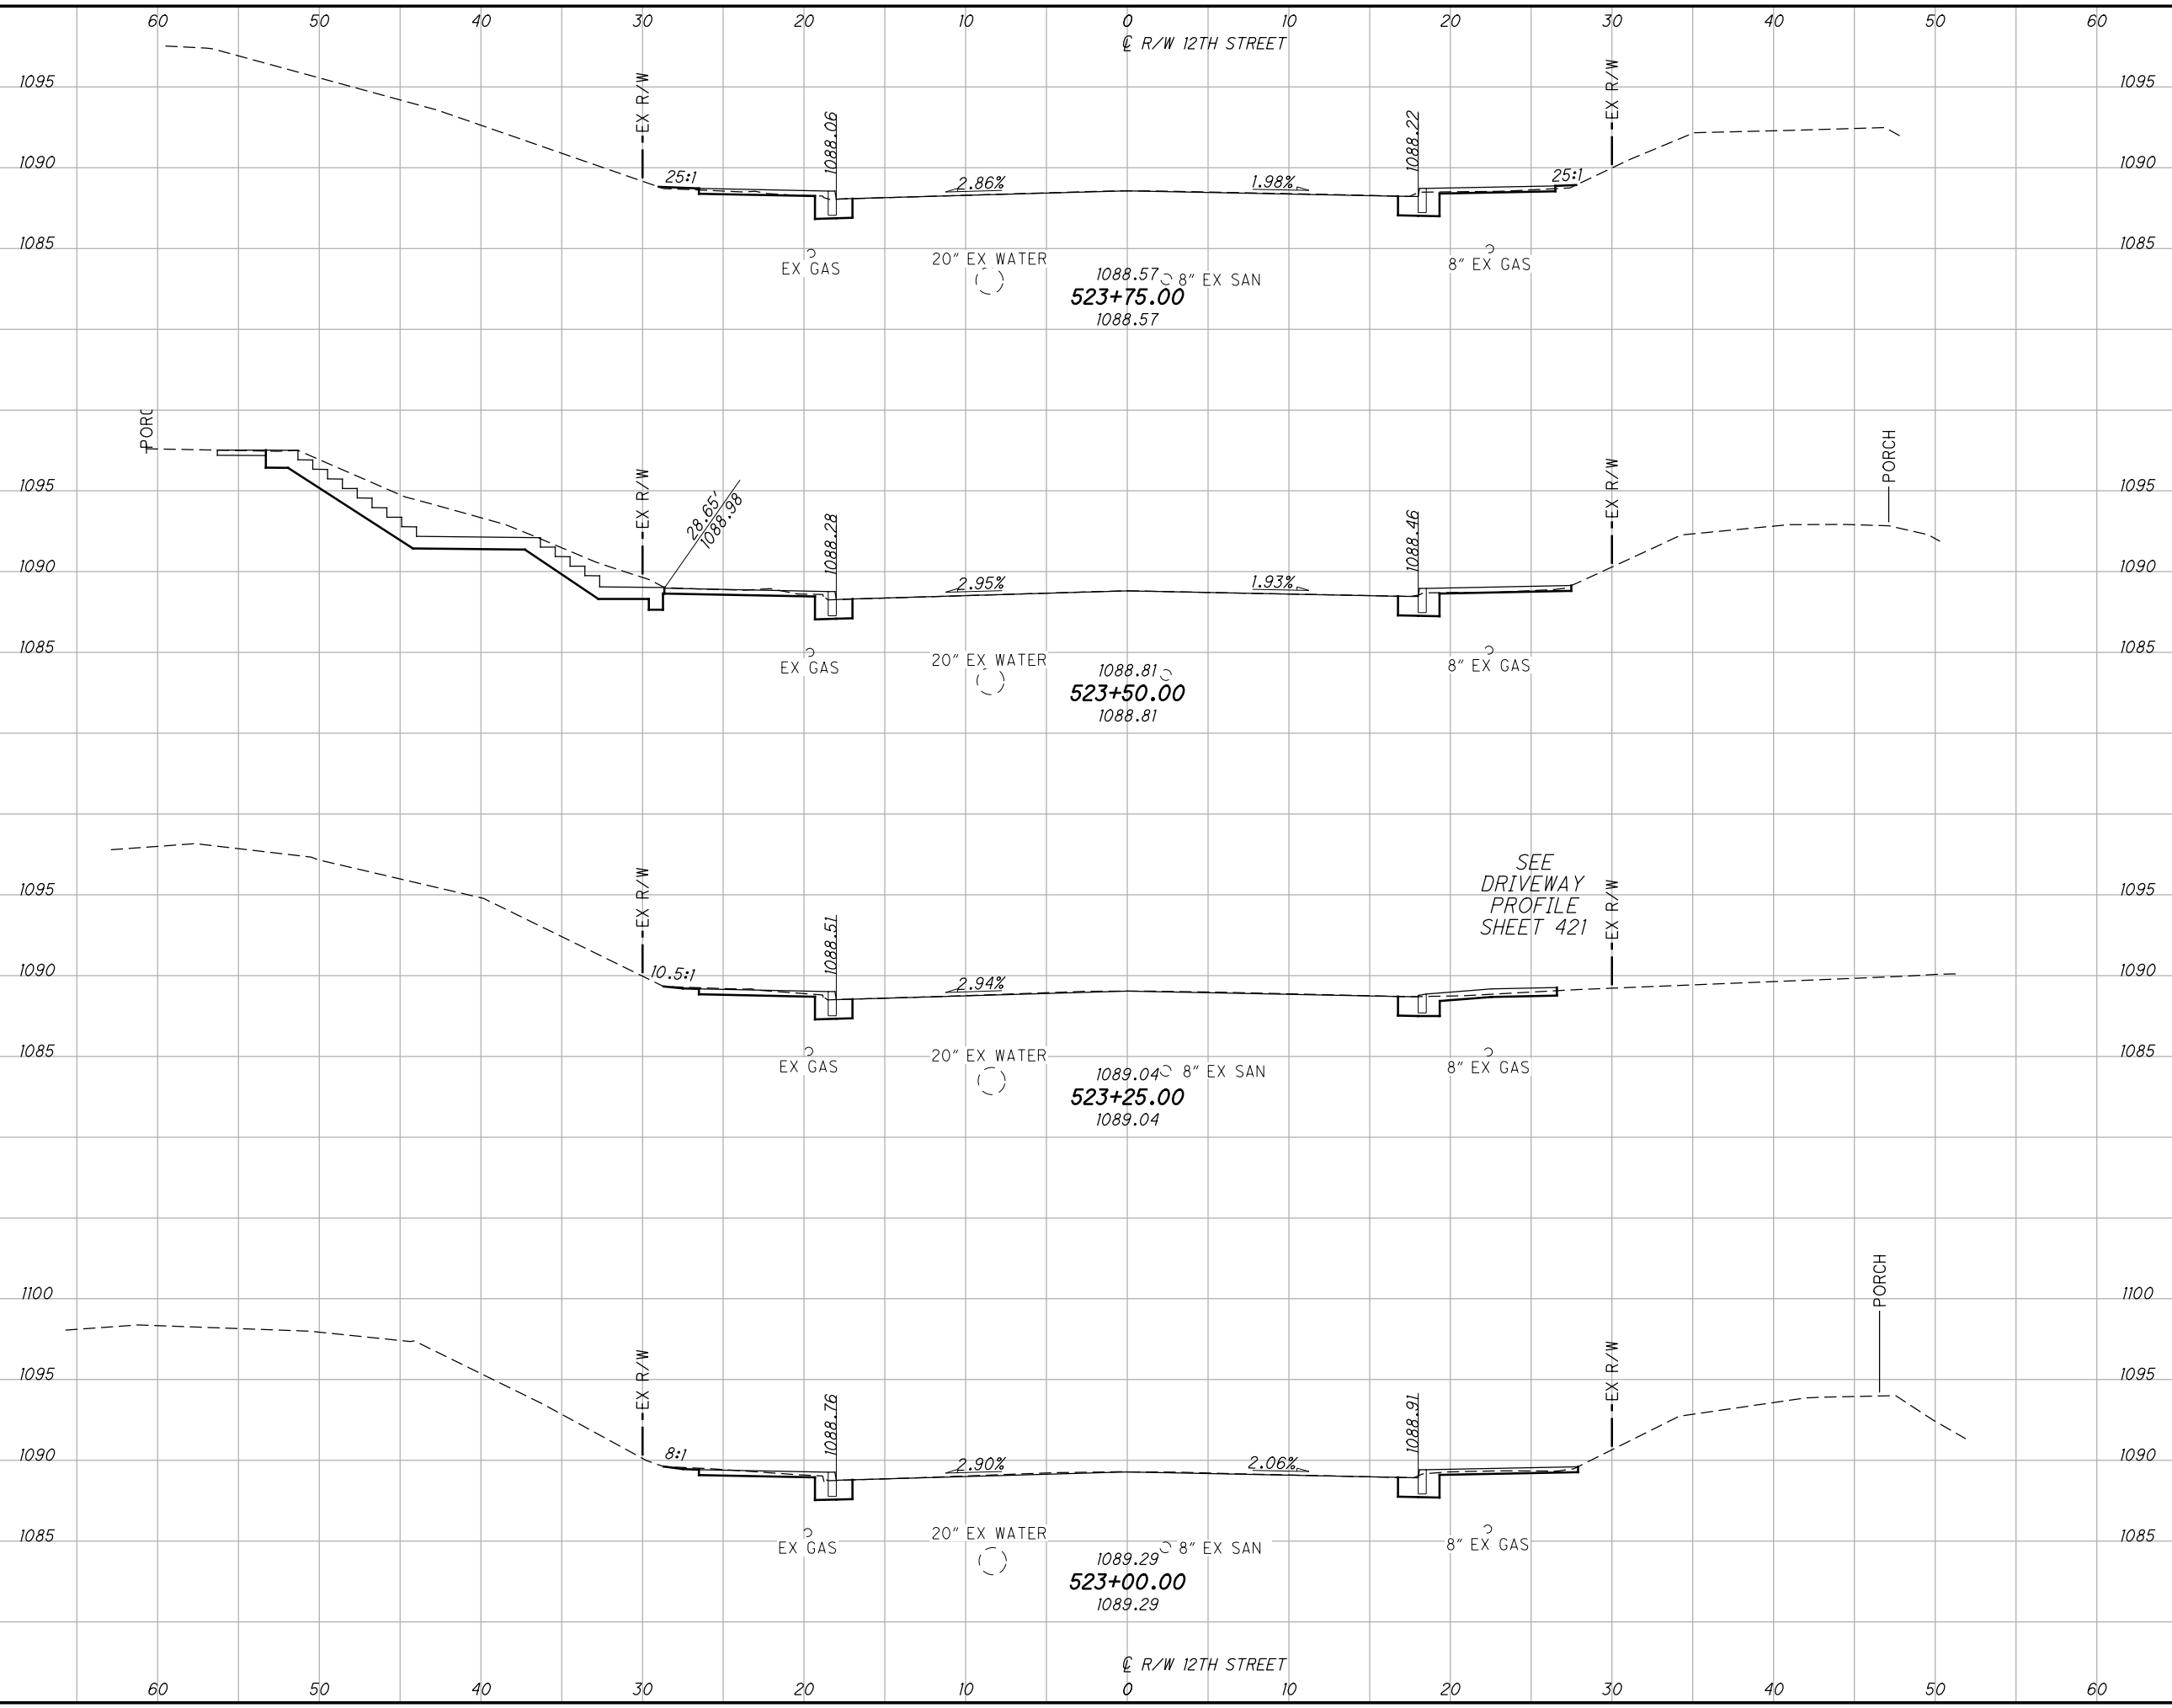 60 50 40 30 20 10 0 10 20 30 40 50 60
℄ R/W 12TH STREET
EX R/W
EX R/W
1095 1095
1088.06
1088.22
1090 1090
25:1 2.86% 1.98% 25:1
1085 1085
EX GAS
20" EX WATER
8" EX GAS
1088.57 8" EX SAN
523+75.00
1088.57
PORC
PORCH
EX R/W
EX R/W
1095 1095
28.65'
1088.98
1088.28
1088.46
1090 1090
2.95% 1.93%
1085 1085
EX GAS
20" EX WATER
8" EX GAS
1088.81
523+50.00
1088.81
SEE
DRIVEWAY
PROFILE
SHEET 421
EX R/W
EX R/W
1095 1095
1088.51
1090 1090
10.5:1 2.94%
1085 1085
EX GAS
20" EX WATER
8" EX GAS
1089.04 8" EX SAN
523+25.00
1089.04
PORCH
1100 1100
EX R/W
EX R/W
1095 1095
1088.76
1088.91
1090 1090
8:1 2.90% 2.06%
1085 1085
EX GAS
20" EX WATER
8" EX GAS
1089.29 8" EX SAN
523+00.00
1089.29
℄ R/W 12TH STREET
60 50 40 30 20 10 0 10 20 30 40 50 60